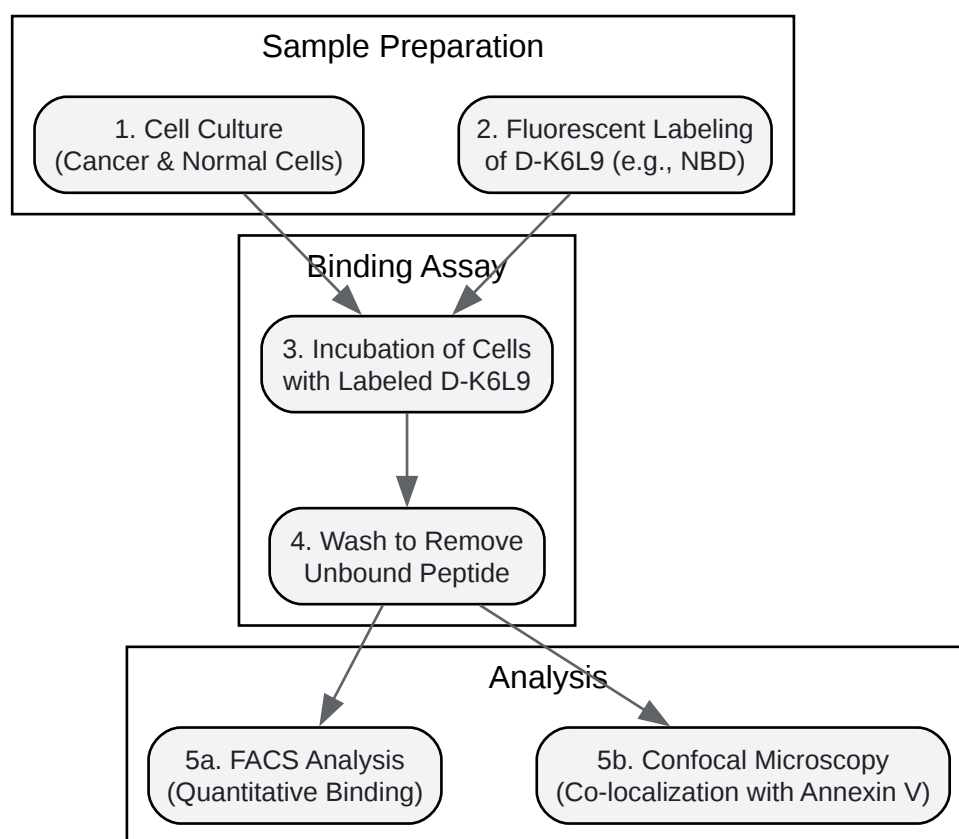 Sample Preparation
1. Cell Culture
(Cancer & Normal Cells)
2. Fluorescent Labeling
of D-K6L9 (e.g., NBD)
Binding Assay
3. Incubation of Cells
with Labeled D-K6L9
4. Wash to Remove
Unbound Peptide
Analysis
5a. FACS Analysis
(Quantitative Binding)
5b. Confocal Microscopy
(Co-localization with Annexin V)